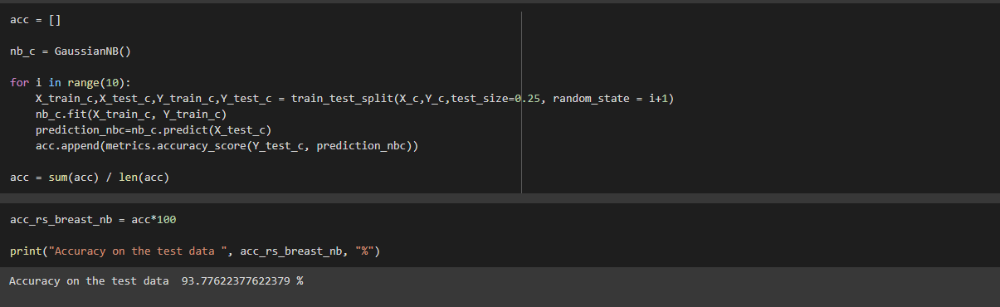 acc = []
nb_c = GaussianNB()
for i in range(10):
    X_train_c,X_test_c,Y_train_c,Y_test_c = train_test_split(X_c,Y_c,test_size=0.25, random_state = i+1)
    nb_c.fit(X_train_c, Y_train_c)
    prediction_nbc=nb_c.predict(X_test_c)
    acc.append(metrics.accuracy_score(Y_test_c, prediction_nbc))
acc = sum(acc) / len(acc)
acc_rs_breast_nb = acc*100
print("Accuracy on the test data ", acc_rs_breast_nb, "%")
Accuracy on the test data  93.77622377622379 %